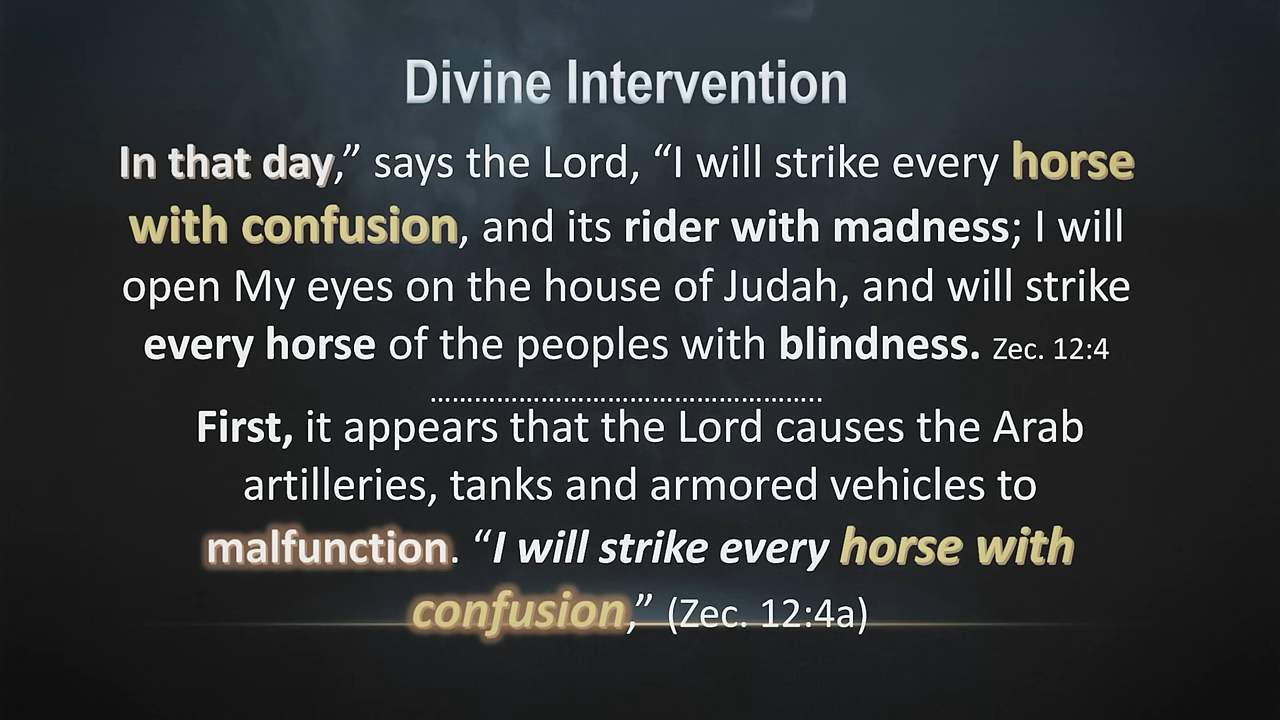 Divine Intervention
In that day,” says the Lord, “I will strike every horse
with confusion, and its rider with madness; I will
open My eyes on the house of Judah, and will strike
every horse of the peoples with blindness. Zec. 12:4
……………………………………………..
First, it appears that the Lord causes the Arab
artilleries, tanks and armored vehicles to
malfunction. “I will strike every horse with
confusion,” (Zec. 12:4a)